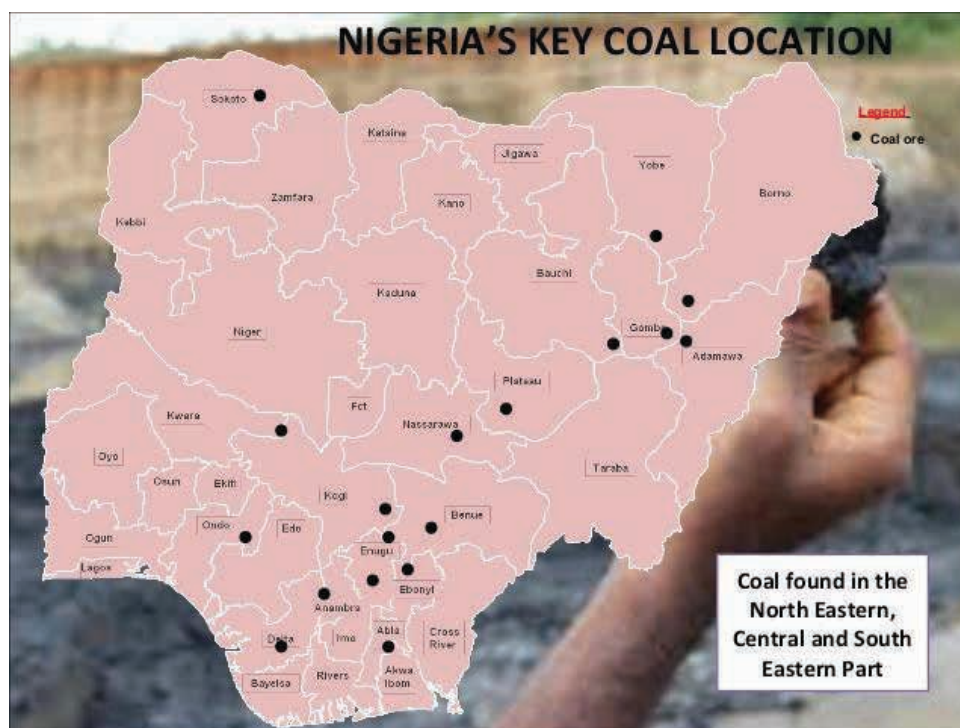 NIGERIA'S KEY COAL LOCATION
Legend
Coal ore
Sokoto
Katsina
Jigawa
Yobe
Borno
Zamfara
Kano
Kebbi
Bauchi
Kaduna
Niger
Gombe
Adamawa
Plateau
Fct
Kwara
Nassarawa
Oyo
Taraba
Osun
Ekiti
Kogi
Benue
Ondo
Edo
Ogun
Enugu
Lagos
Ebonyi
Anambra
Delta
Imo
Abia
Cross
River
Bayelsa
Rivers
Akwa
Ibom
Coal found in the
North Eastern,
Central and South
Eastern Part